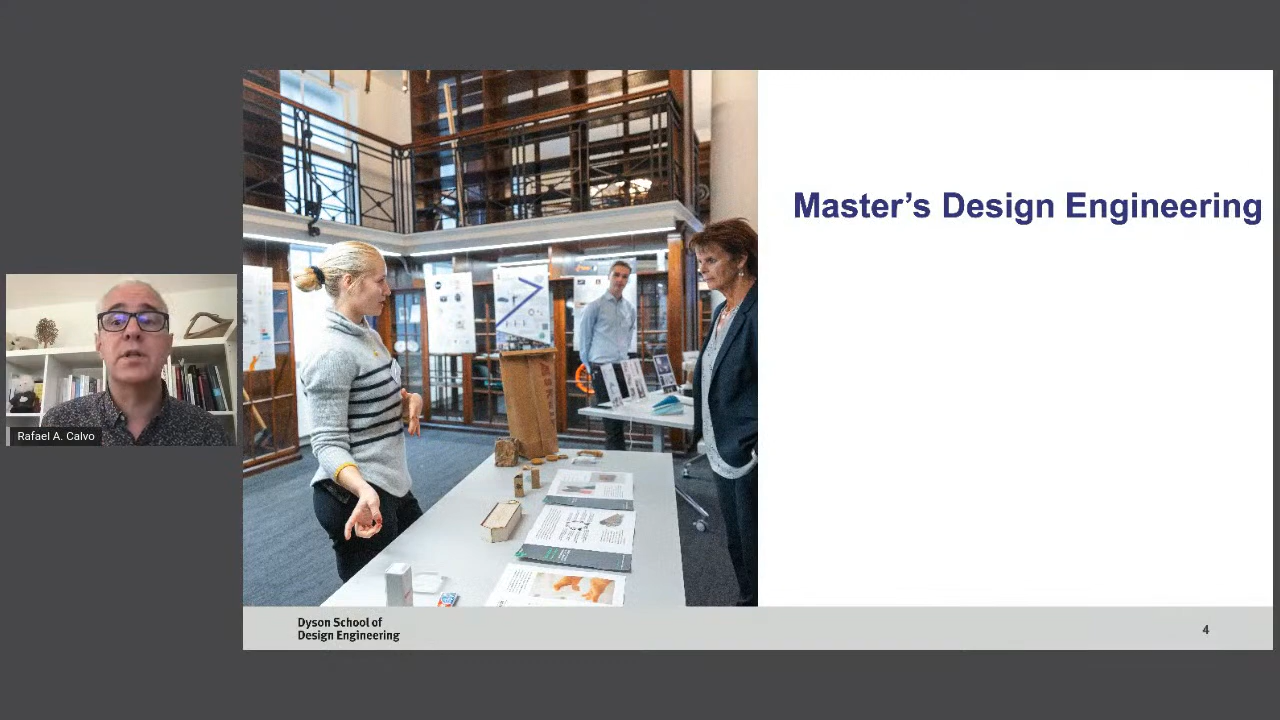 Rafael A. Calvo
Master's Design Engineering
Dyson School of
Design Engineering
4